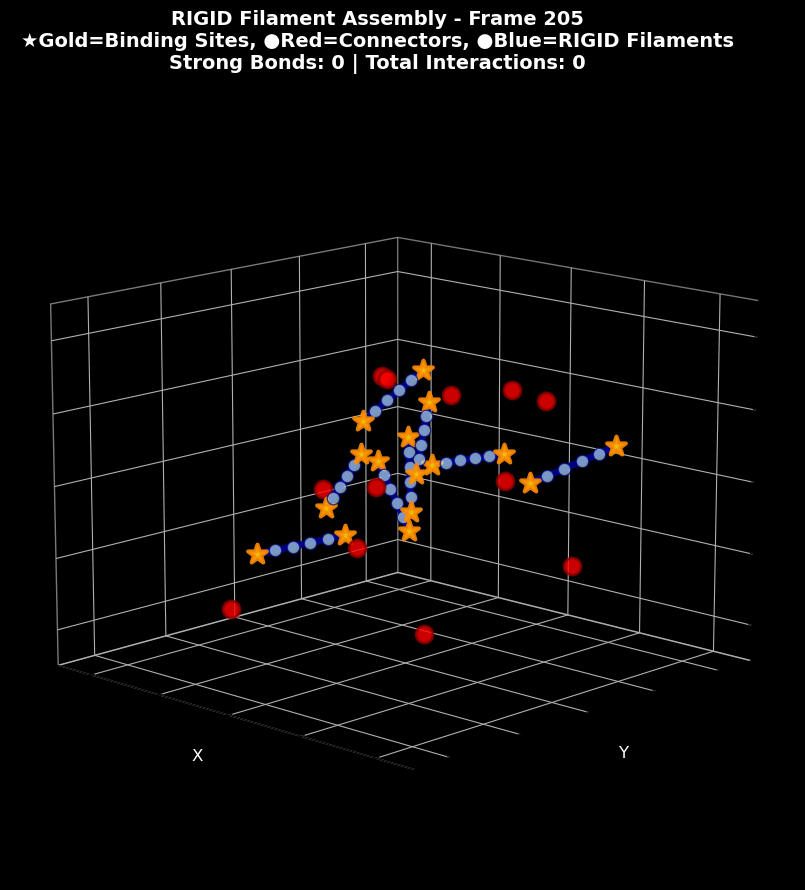 RIGID Filament Assembly - Frame 205
★Gold=Binding Sites, ●Red=Connectors, ●Blue=RIGID Filaments
Strong Bonds: 0 | Total Interactions: 0
X
Y